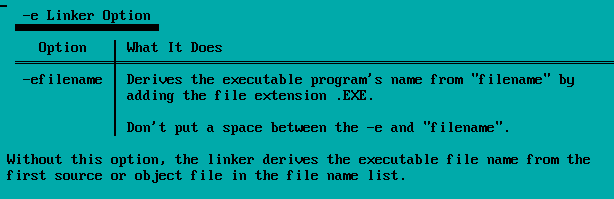 -e Linker Option
Option What It Does
-efilename Derives the executable program's name from "filename" by
adding the file extension .EXE.
Don't put a space between the -e and "filename".
Without this option, the linker derives the executable file name from the
first source or object file in the file name list.